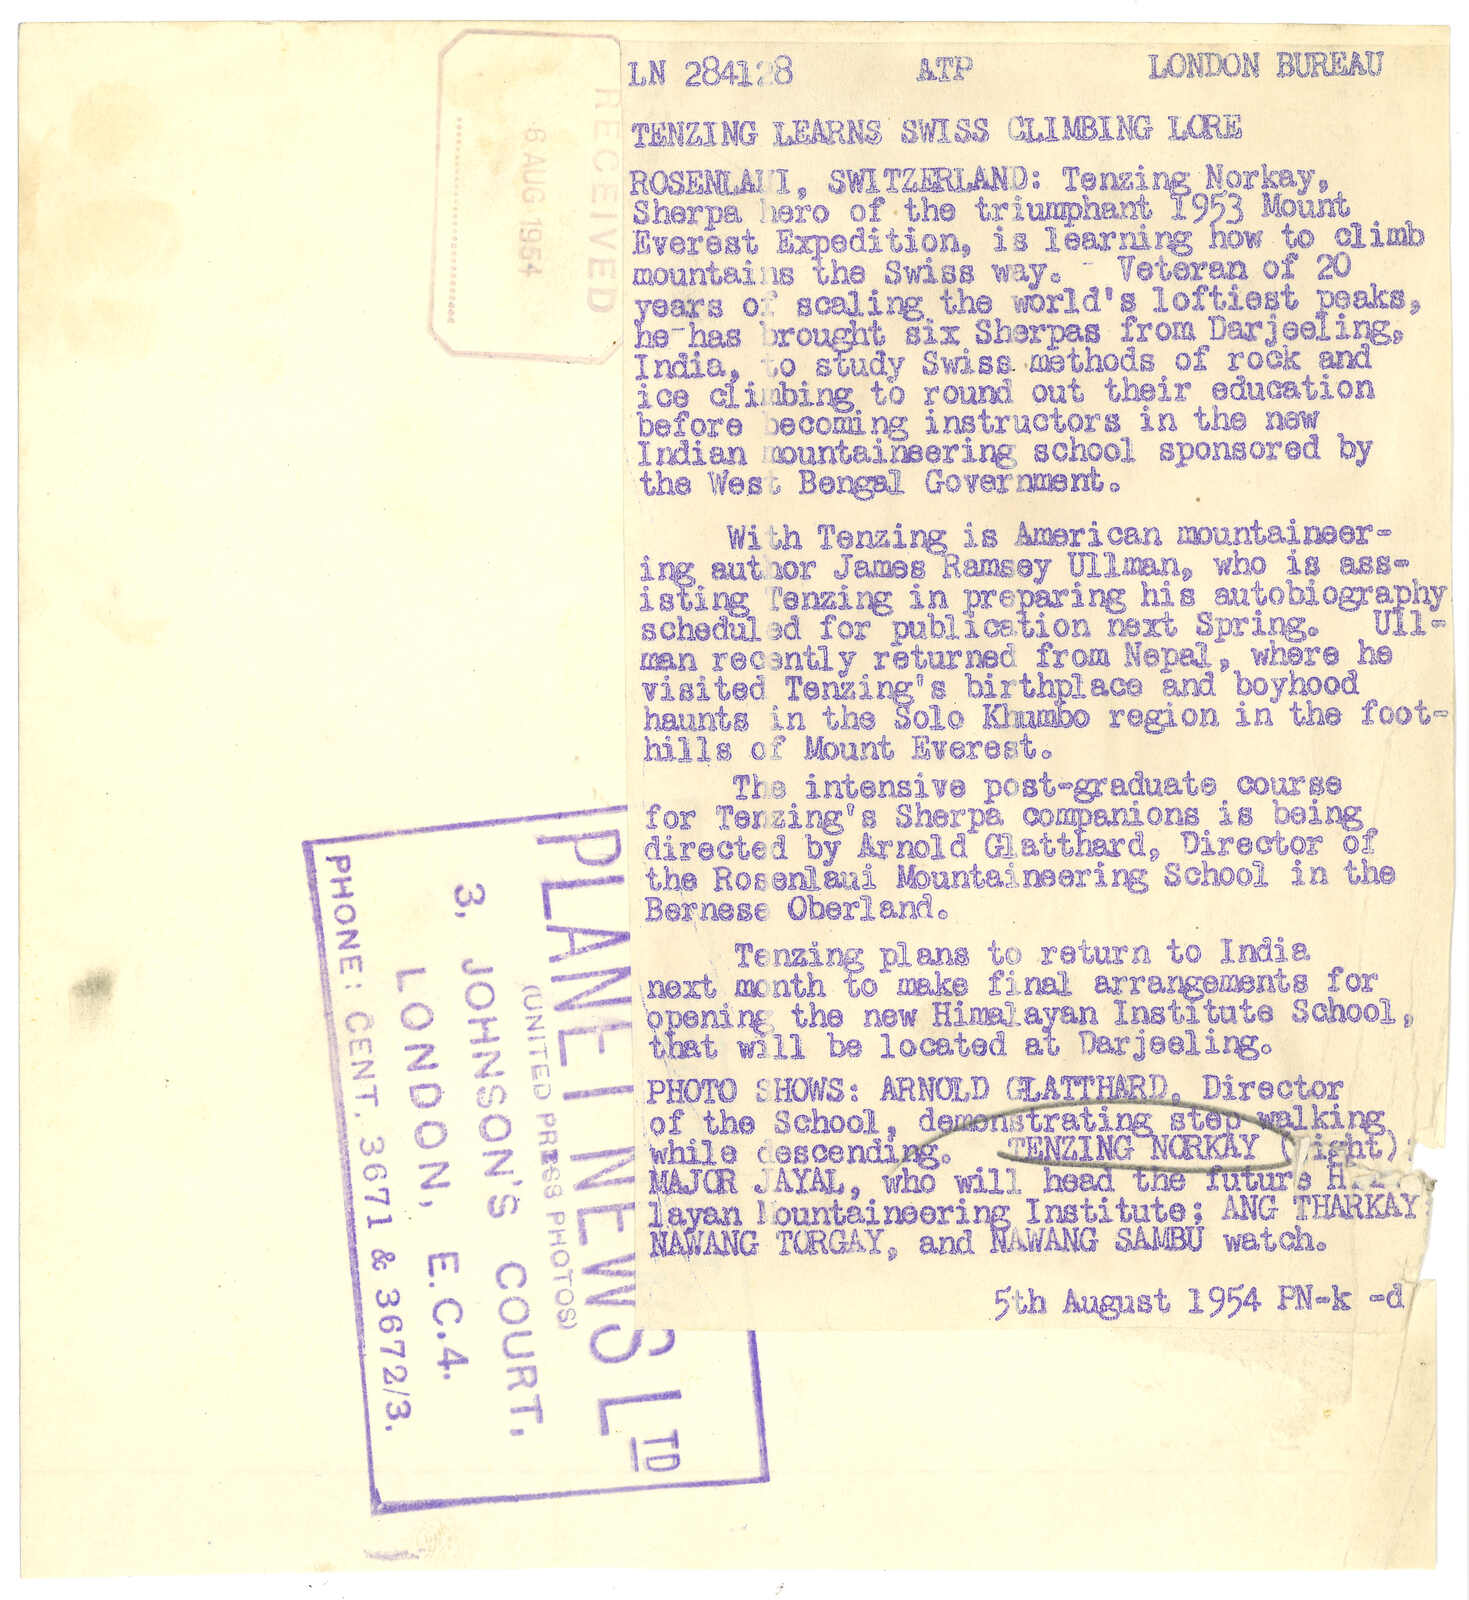 LN 284128 ATP LONDON BUREAU
TENZING LEARNS SWISS CLIMBING LORE
ROSENLAUI, SWITZERLAND: Tenzing Norkay,
Sherpa hero of the triumphant 1953 Mount
Everest Expedition, is learning how to climb
mountains the Swiss way. - Veteran of 20
years of scaling the world's loftiest peaks,
he has brought six Sherpas from Darjeeling,
India, to study Swiss methods of rock and
ice climbing to round out their education
before becoming instructors in the new
Indian mountaineering school sponsored by
the West Bengal Government.
With Tenzing is American mountaineer-
ing author James Ramsey Ullman, who is ass-
isting Tenzing in preparing his autobiography
scheduled for publication next Spring. Ull-
man recently returned from Nepal, where he
visited Tenzing's birthplace and boyhood
haunts in the Solo Khumbo region in the foot-
hills of Mount Everest.
The intensive post-graduate course
for Tenzing's Sherpa companions is being
directed by Arnold Glatthard, Director of
the Rosenlaui Mountaineering School in the
Bernese Oberland.
Tenzing plans to return to India
next month to make final arrangements for
opening the new Himalayan Institute School,
that will be located at Darjeeling.
PHOTO SHOWS: ARNOLD GLATTHARD, Director
of the School, demonstrating step walking
while descending. TENZING NORKAY (right)
MAJOR JAYAL, who will head the future
layan Mountaineering Institute; ANG THARKAY
NAWANG TORGAY, and NAWANG SAMBU watch.
5th August 1954 PN-k -d
RECEIVED
6 AUG 1954
PLANET NEWS LTD
(UNITED PRESS PHOTOS)
3, JOHNSON'S COURT,
LONDON, E.C.4.
PHONE: CENT. 3671 & 3672/3.